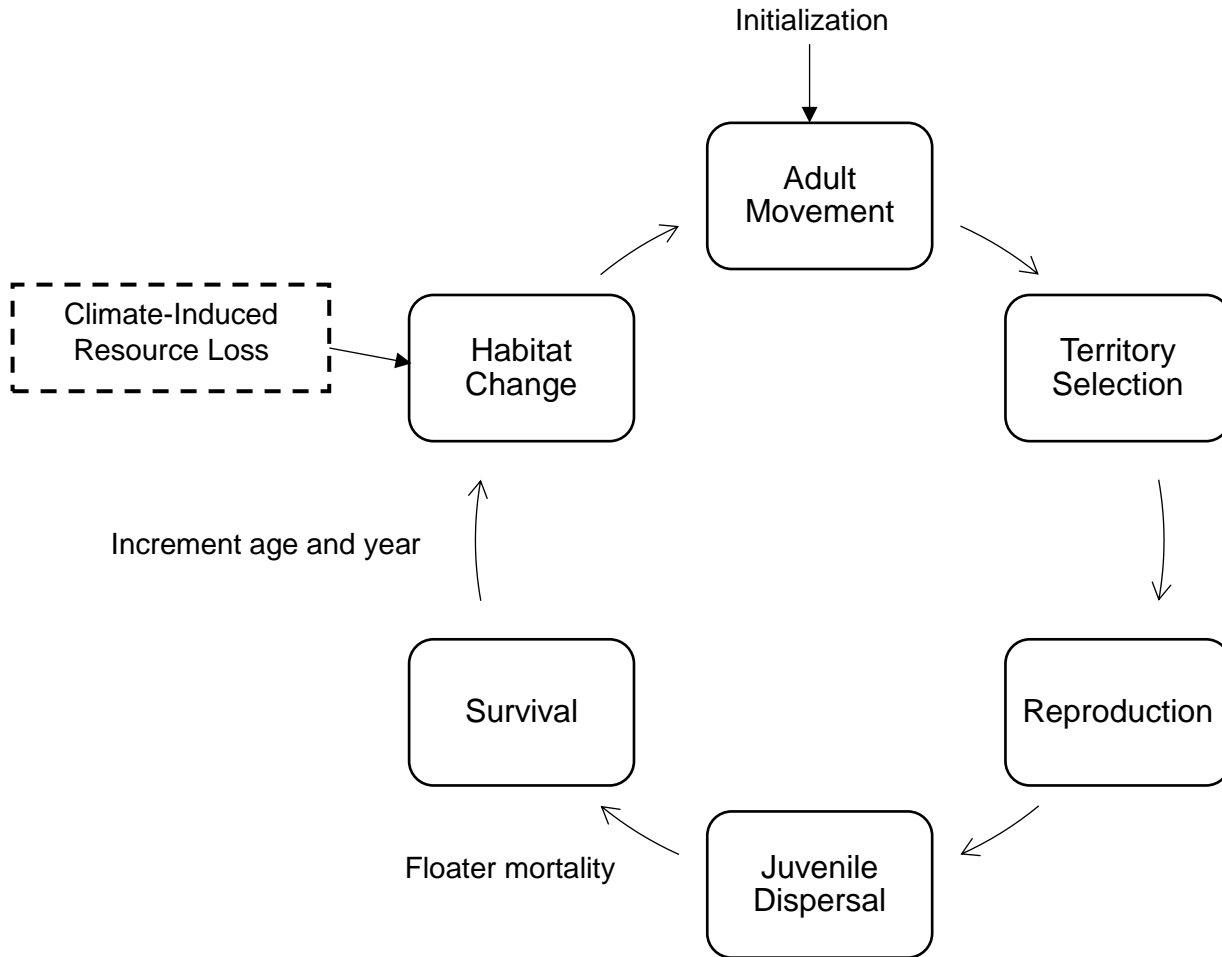 Initialization
Adult
Movement
Climate-Induced
Resource Loss
Habitat
Change
Territory
Selection
Increment age and year
Survival
Reproduction
Floater mortality
Juvenile
Dispersal